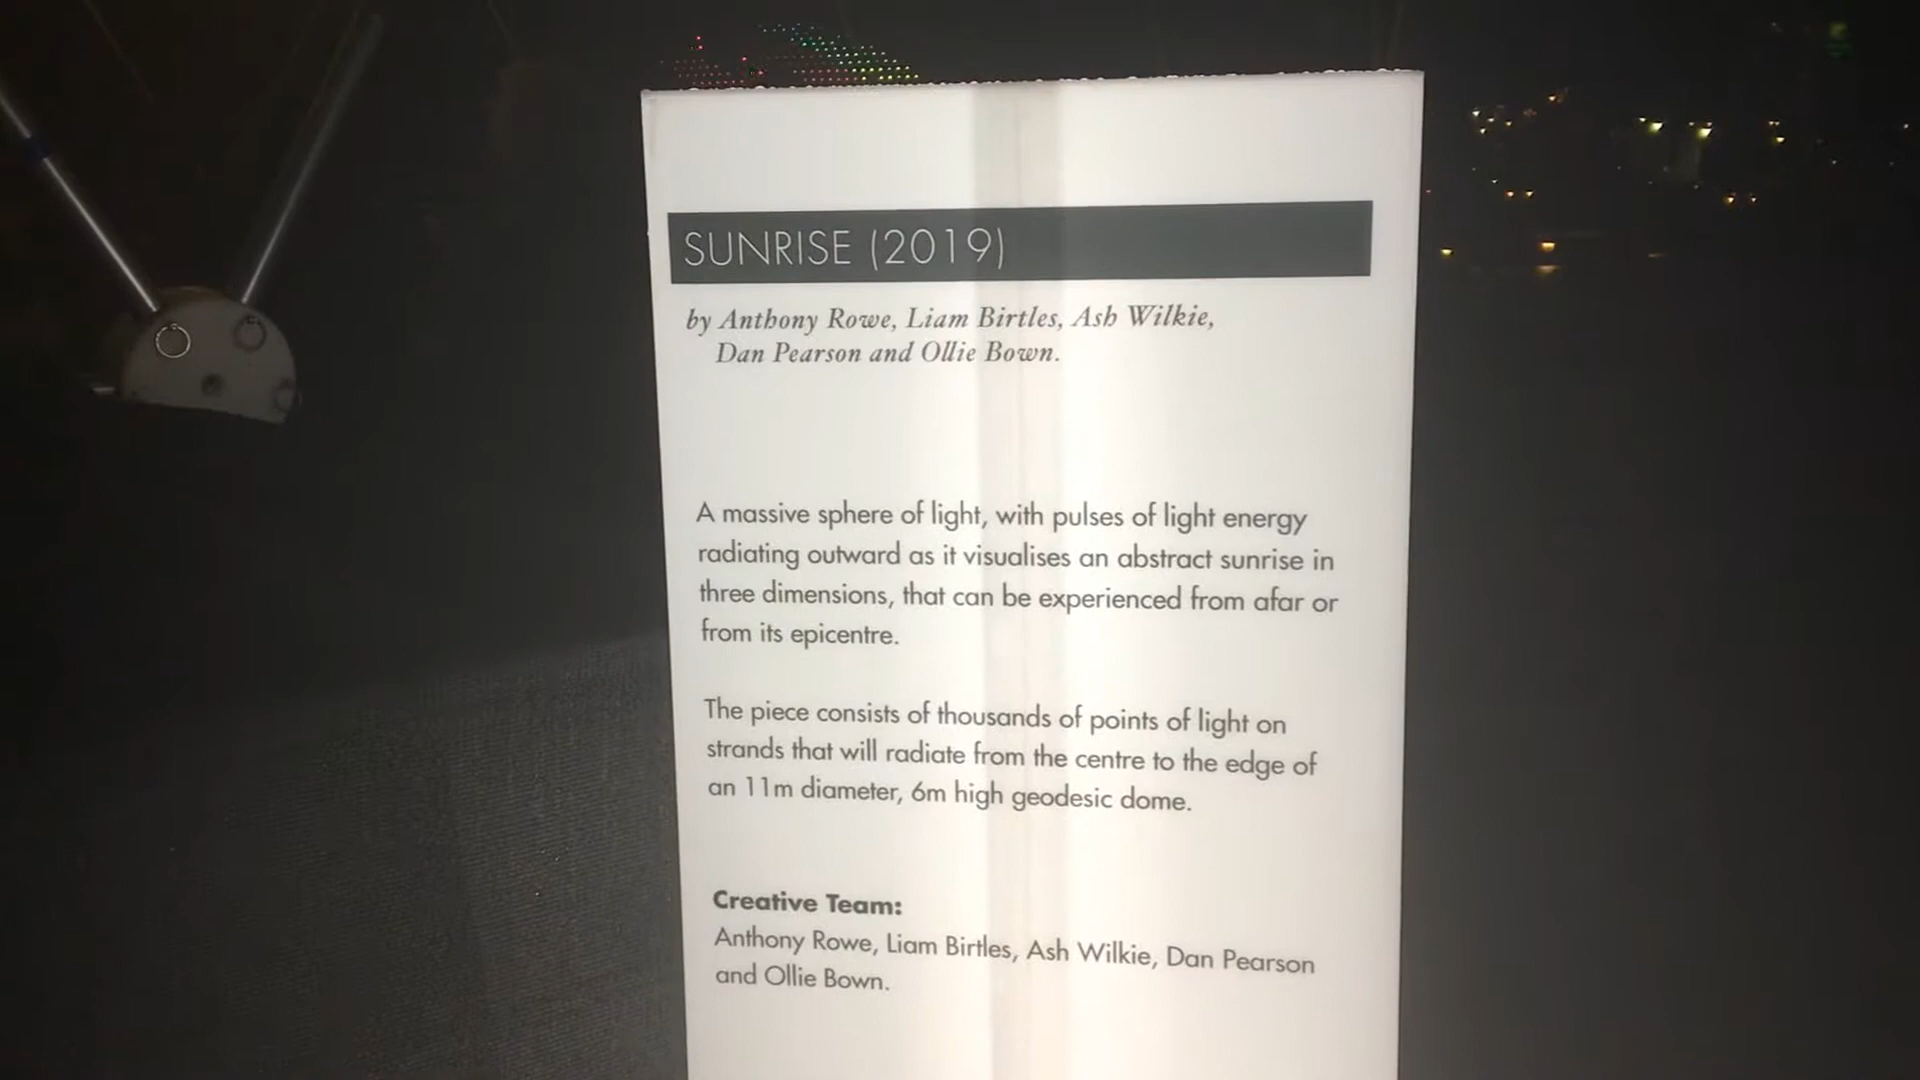 SUNRISE (2019)
by Anthony Rowe, Liam Birtles, Ash Wilkie,
Dan Pearson and Ollie Bown.
A massive sphere of light, with pulses of light energy
radiating outward as it visualises an abstract sunrise in
three dimensions, that can be experienced from afar or
from its epicentre.
The piece consists of thousands of points of light on
strands that will radiate from the centre to the edge of
an 11m diameter, 6m high geodesic dome.
Creative Team:
Anthony Rowe, Liam Birtles, Ash Wilkie, Dan Pearson
and Ollie Bown.